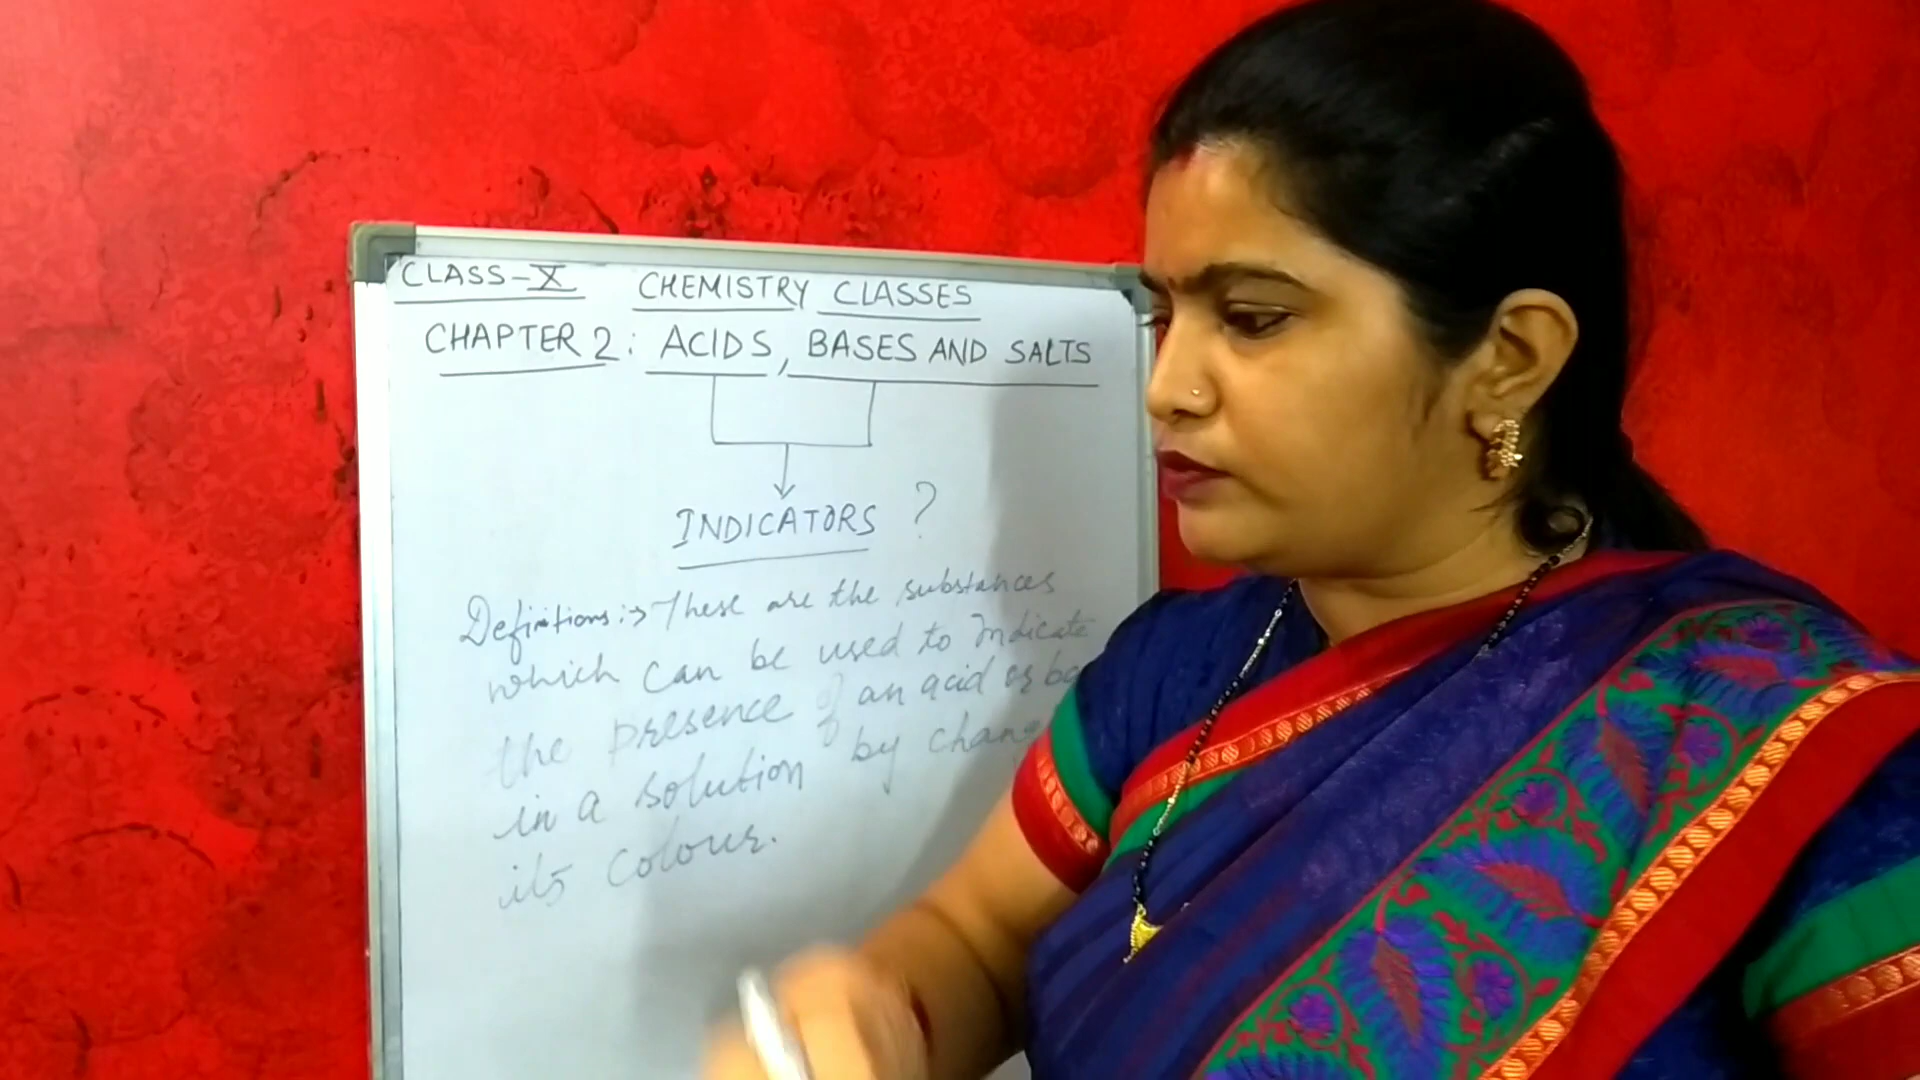 CLASS-X CHEMISTRY CLASSES
CHAPTER 2: ACIDS, BASES AND SALTS
INDICATORS ?
Definitions:→ These are the substances
which can be used to Indicate
the presence of an acid or ba
in a solution by chang
its colour.